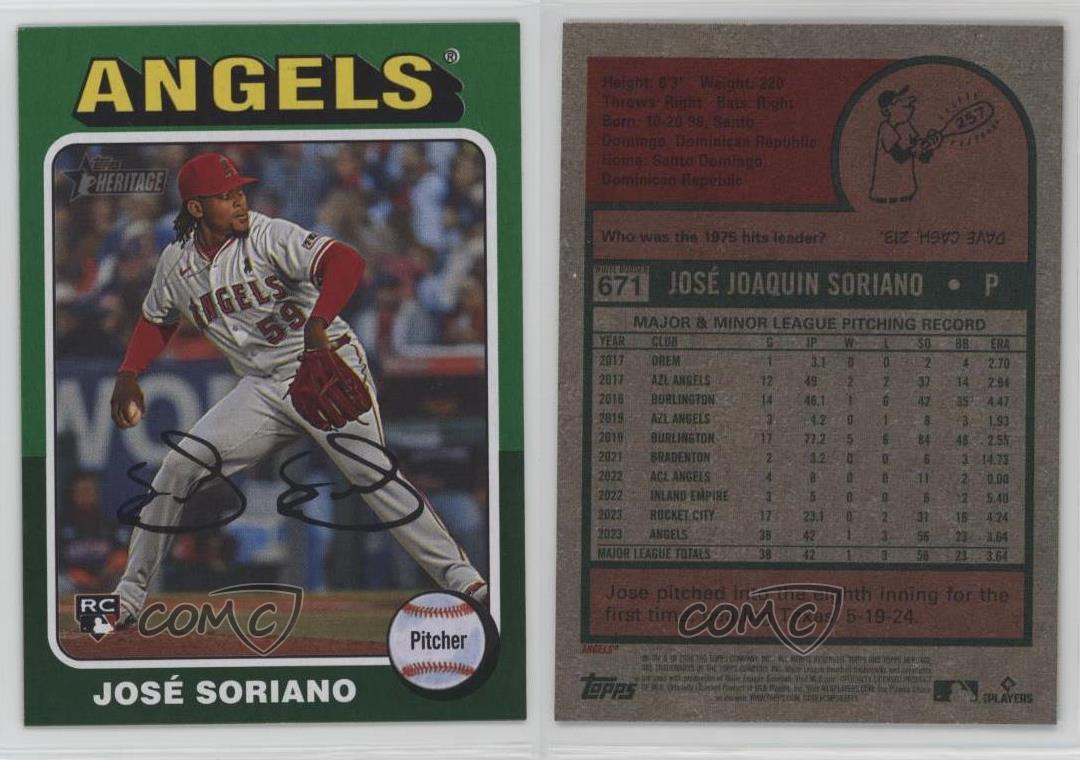 ANGELS®
Topps
HERITAGE
ANGELS
59
RC
Pitcher
JOSÉ SORIANO
COMC
Height: 6'3" Weight: 220
Throws: Right Bats: Right
Born: 10-20-98, Santo
Domingo, Dominican Republic
Home: Santo Domingo,
Dominican Republic
257
Who was the 1975 hits leader?
DAVE CASH, 213.
671
JOSÉ JOAQUIN SORIANO • P
MAJOR & MINOR LEAGUE PITCHING RECORD
YEAR CLUB G IP W L SO BB ERA
2017 OREM 1 3.1 0 0 2 4 2.70
2017 AZL ANGELS 12 49 2 2 37 14 2.94
2018 BURLINGTON 14 46.1 1 6 42 35 4.47
2019 AZL ANGELS 3 4.2 0 1 8 3 1.93
2019 BURLINGTON 17 77.2 5 6 84 48 2.55
2021 BRADENTON 2 3.2 0 0 6 3 14.73
2022 ACL ANGELS 4 8 0 0 11 2 0.00
2022 INLAND EMPIRE 3 5 0 0 6 2 5.40
2023 ROCKET CITY 17 23.1 0 2 31 16 4.24
2023 ANGELS 38 42 1 3 56 23 3.64
MAJOR LEAGUE TOTALS 38 42 1 3 56 23 3.64
Jose pitched into the eighth inning for the
first time Texas, 5-19-24.
COMC
ANGELS®
Topps
PLAYERS